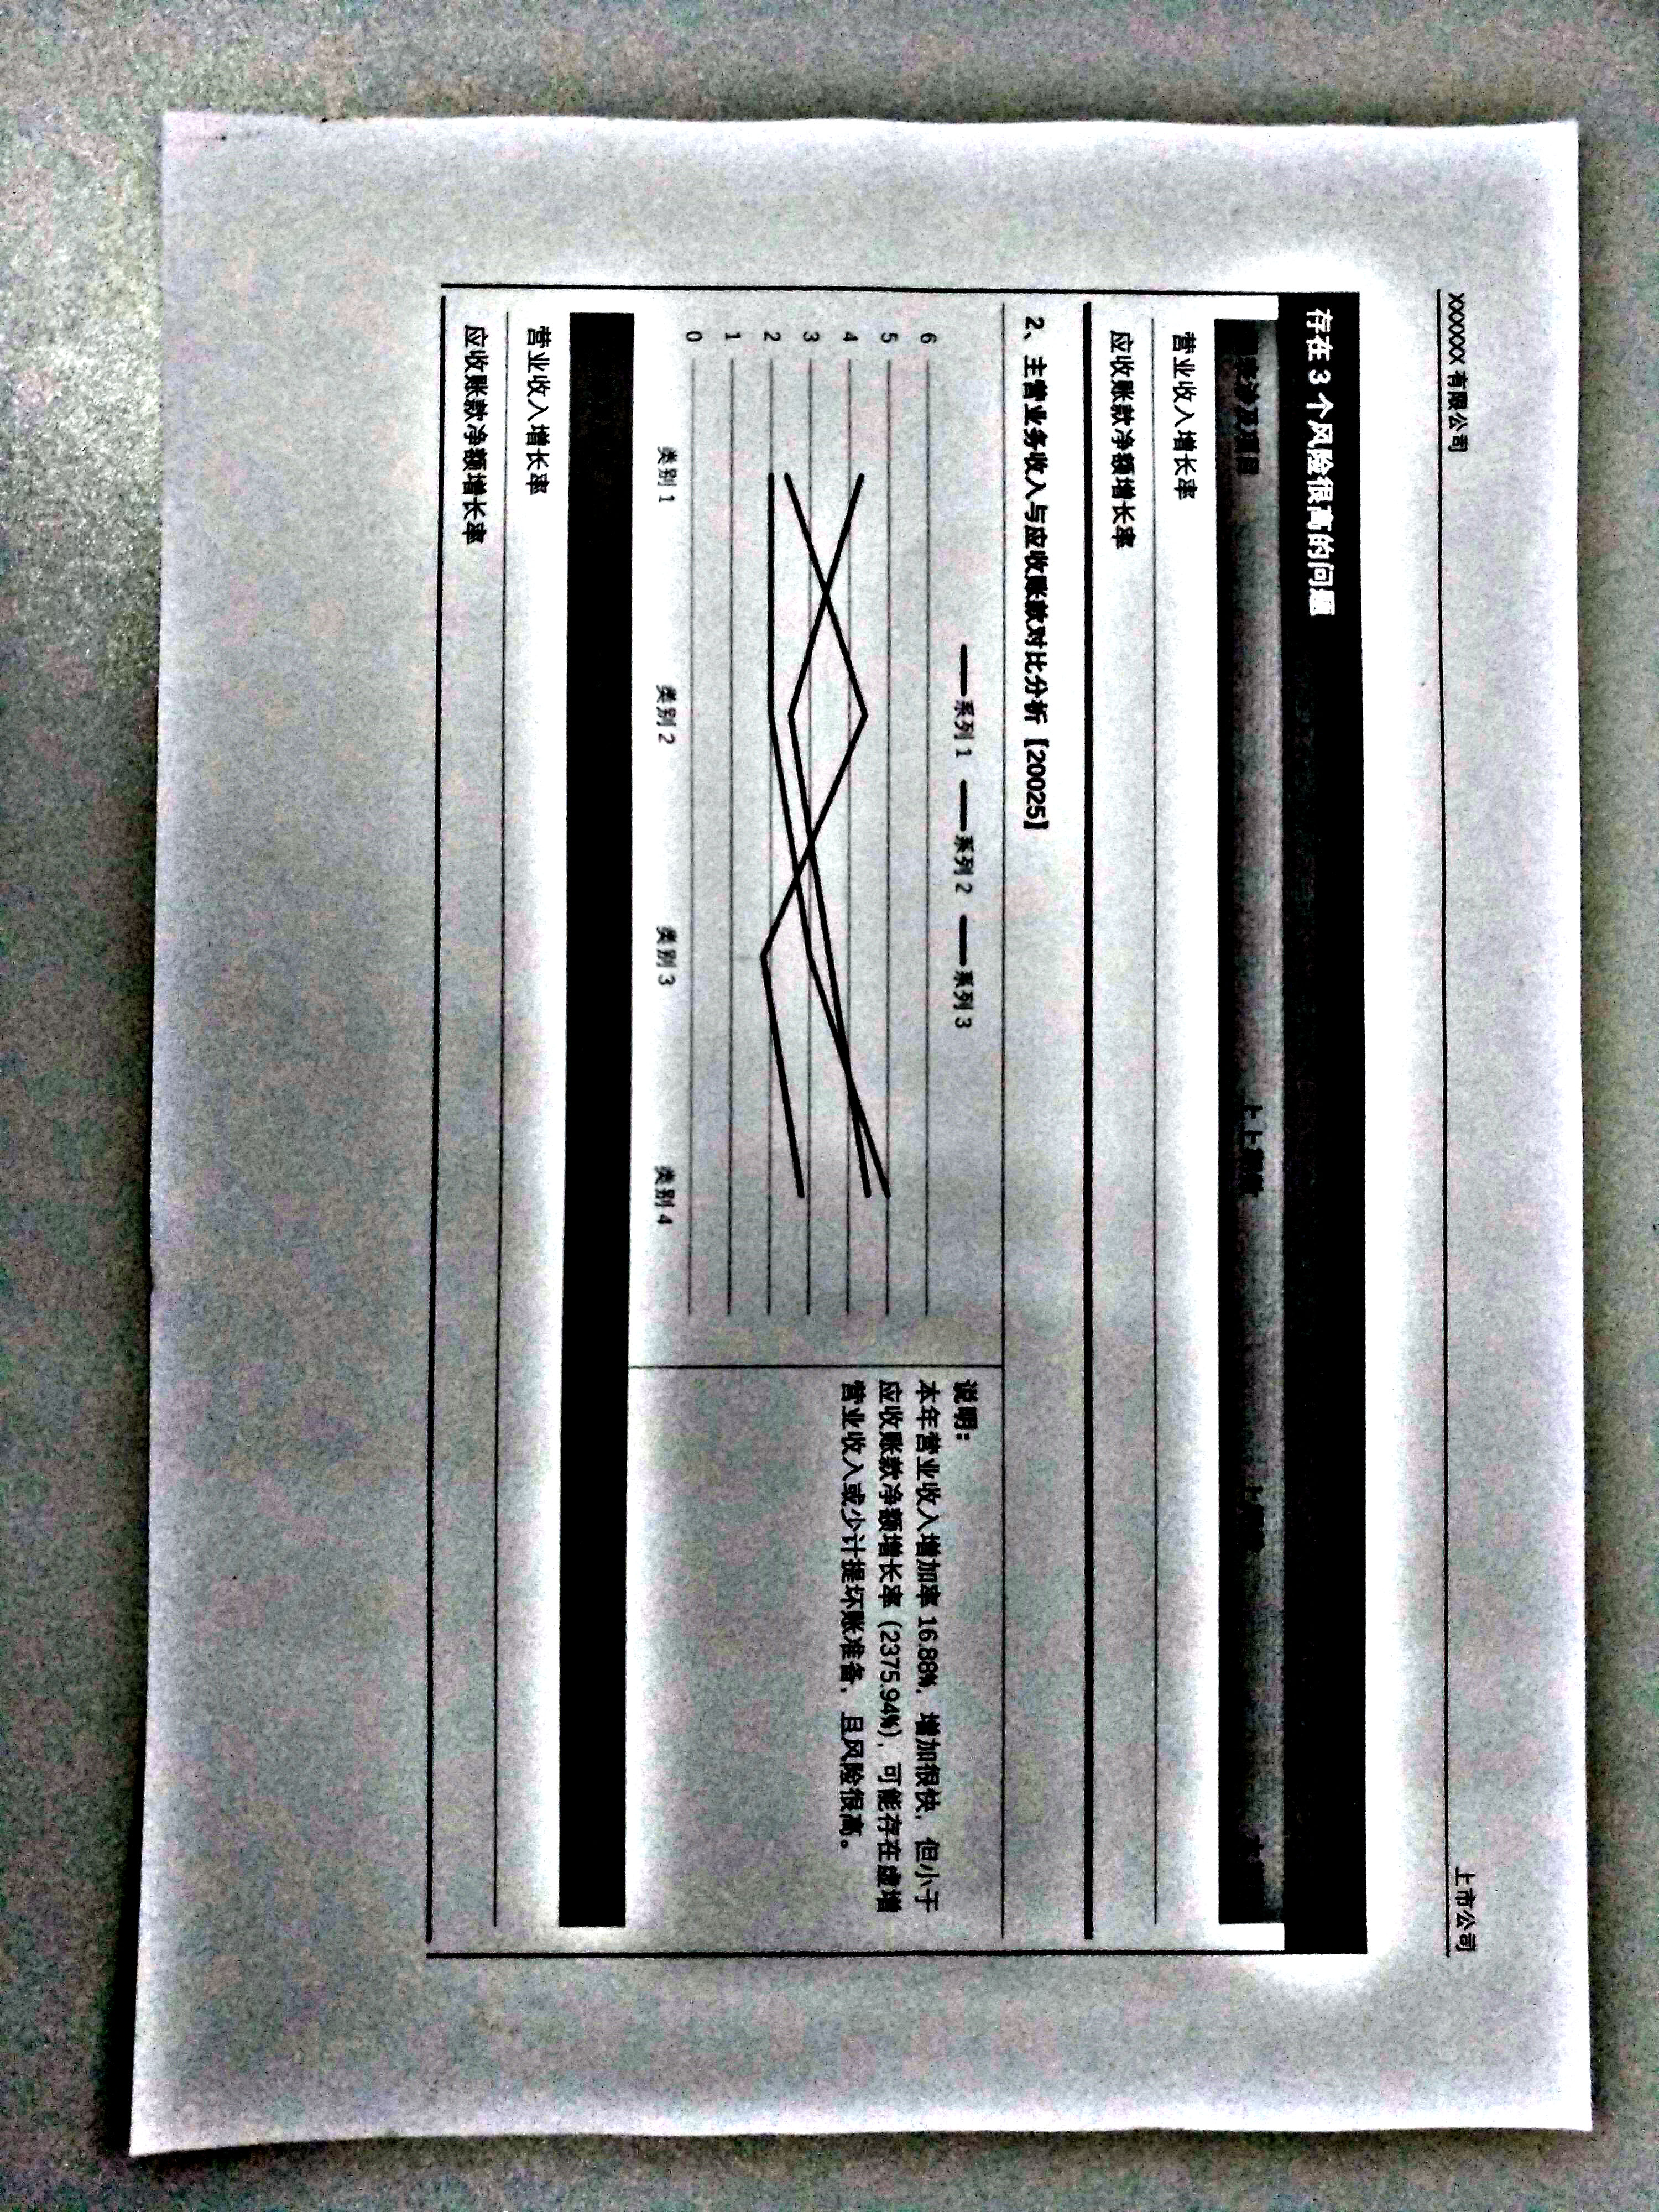 XXXXXX 有限公司
上市公司
存在 3 个风险很高的问题
营业收入增长率
应收账款净额增长率
2、主营业务收入与应收账款对比分析【20025】
系列 1 系列 2 系列 3
6
5
4
3
2
1
0
类别 1 类别 2 类别 3 类别 4
说明：
本年营业收入增加率 16.88%，增加很快，但小于
应收账款净额增长率（2375.94%），可能存在虚增
营业收入或少计提坏账准备，且风险很高。
营业收入增长率
应收账款净额增长率